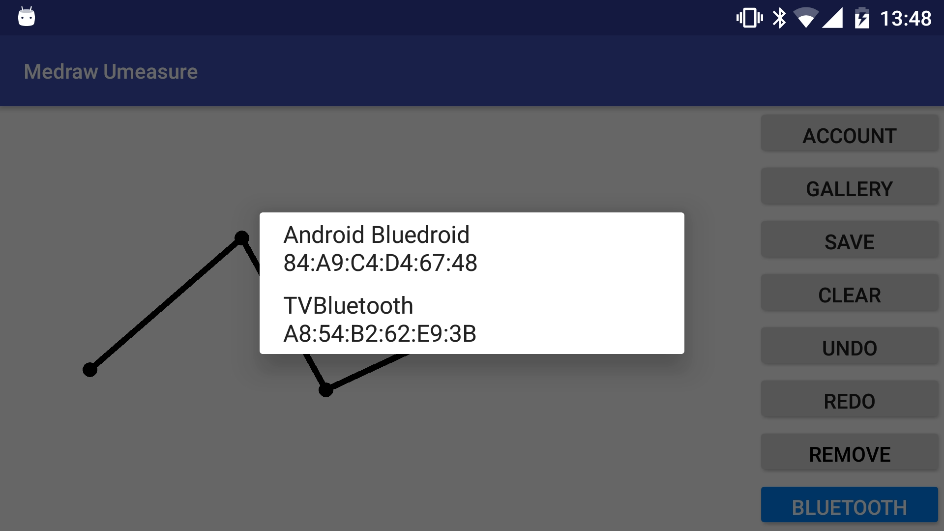 13:48
Medraw Umeasure
ACCOUNT
GALLERY
Android Bluedroid
84:A9:C4:D4:67:48
TVBluetooth
A8:54:B2:62:E9:3B
SAVE
CLEAR
UNDO
REDO
REMOVE
BLUETOOTH